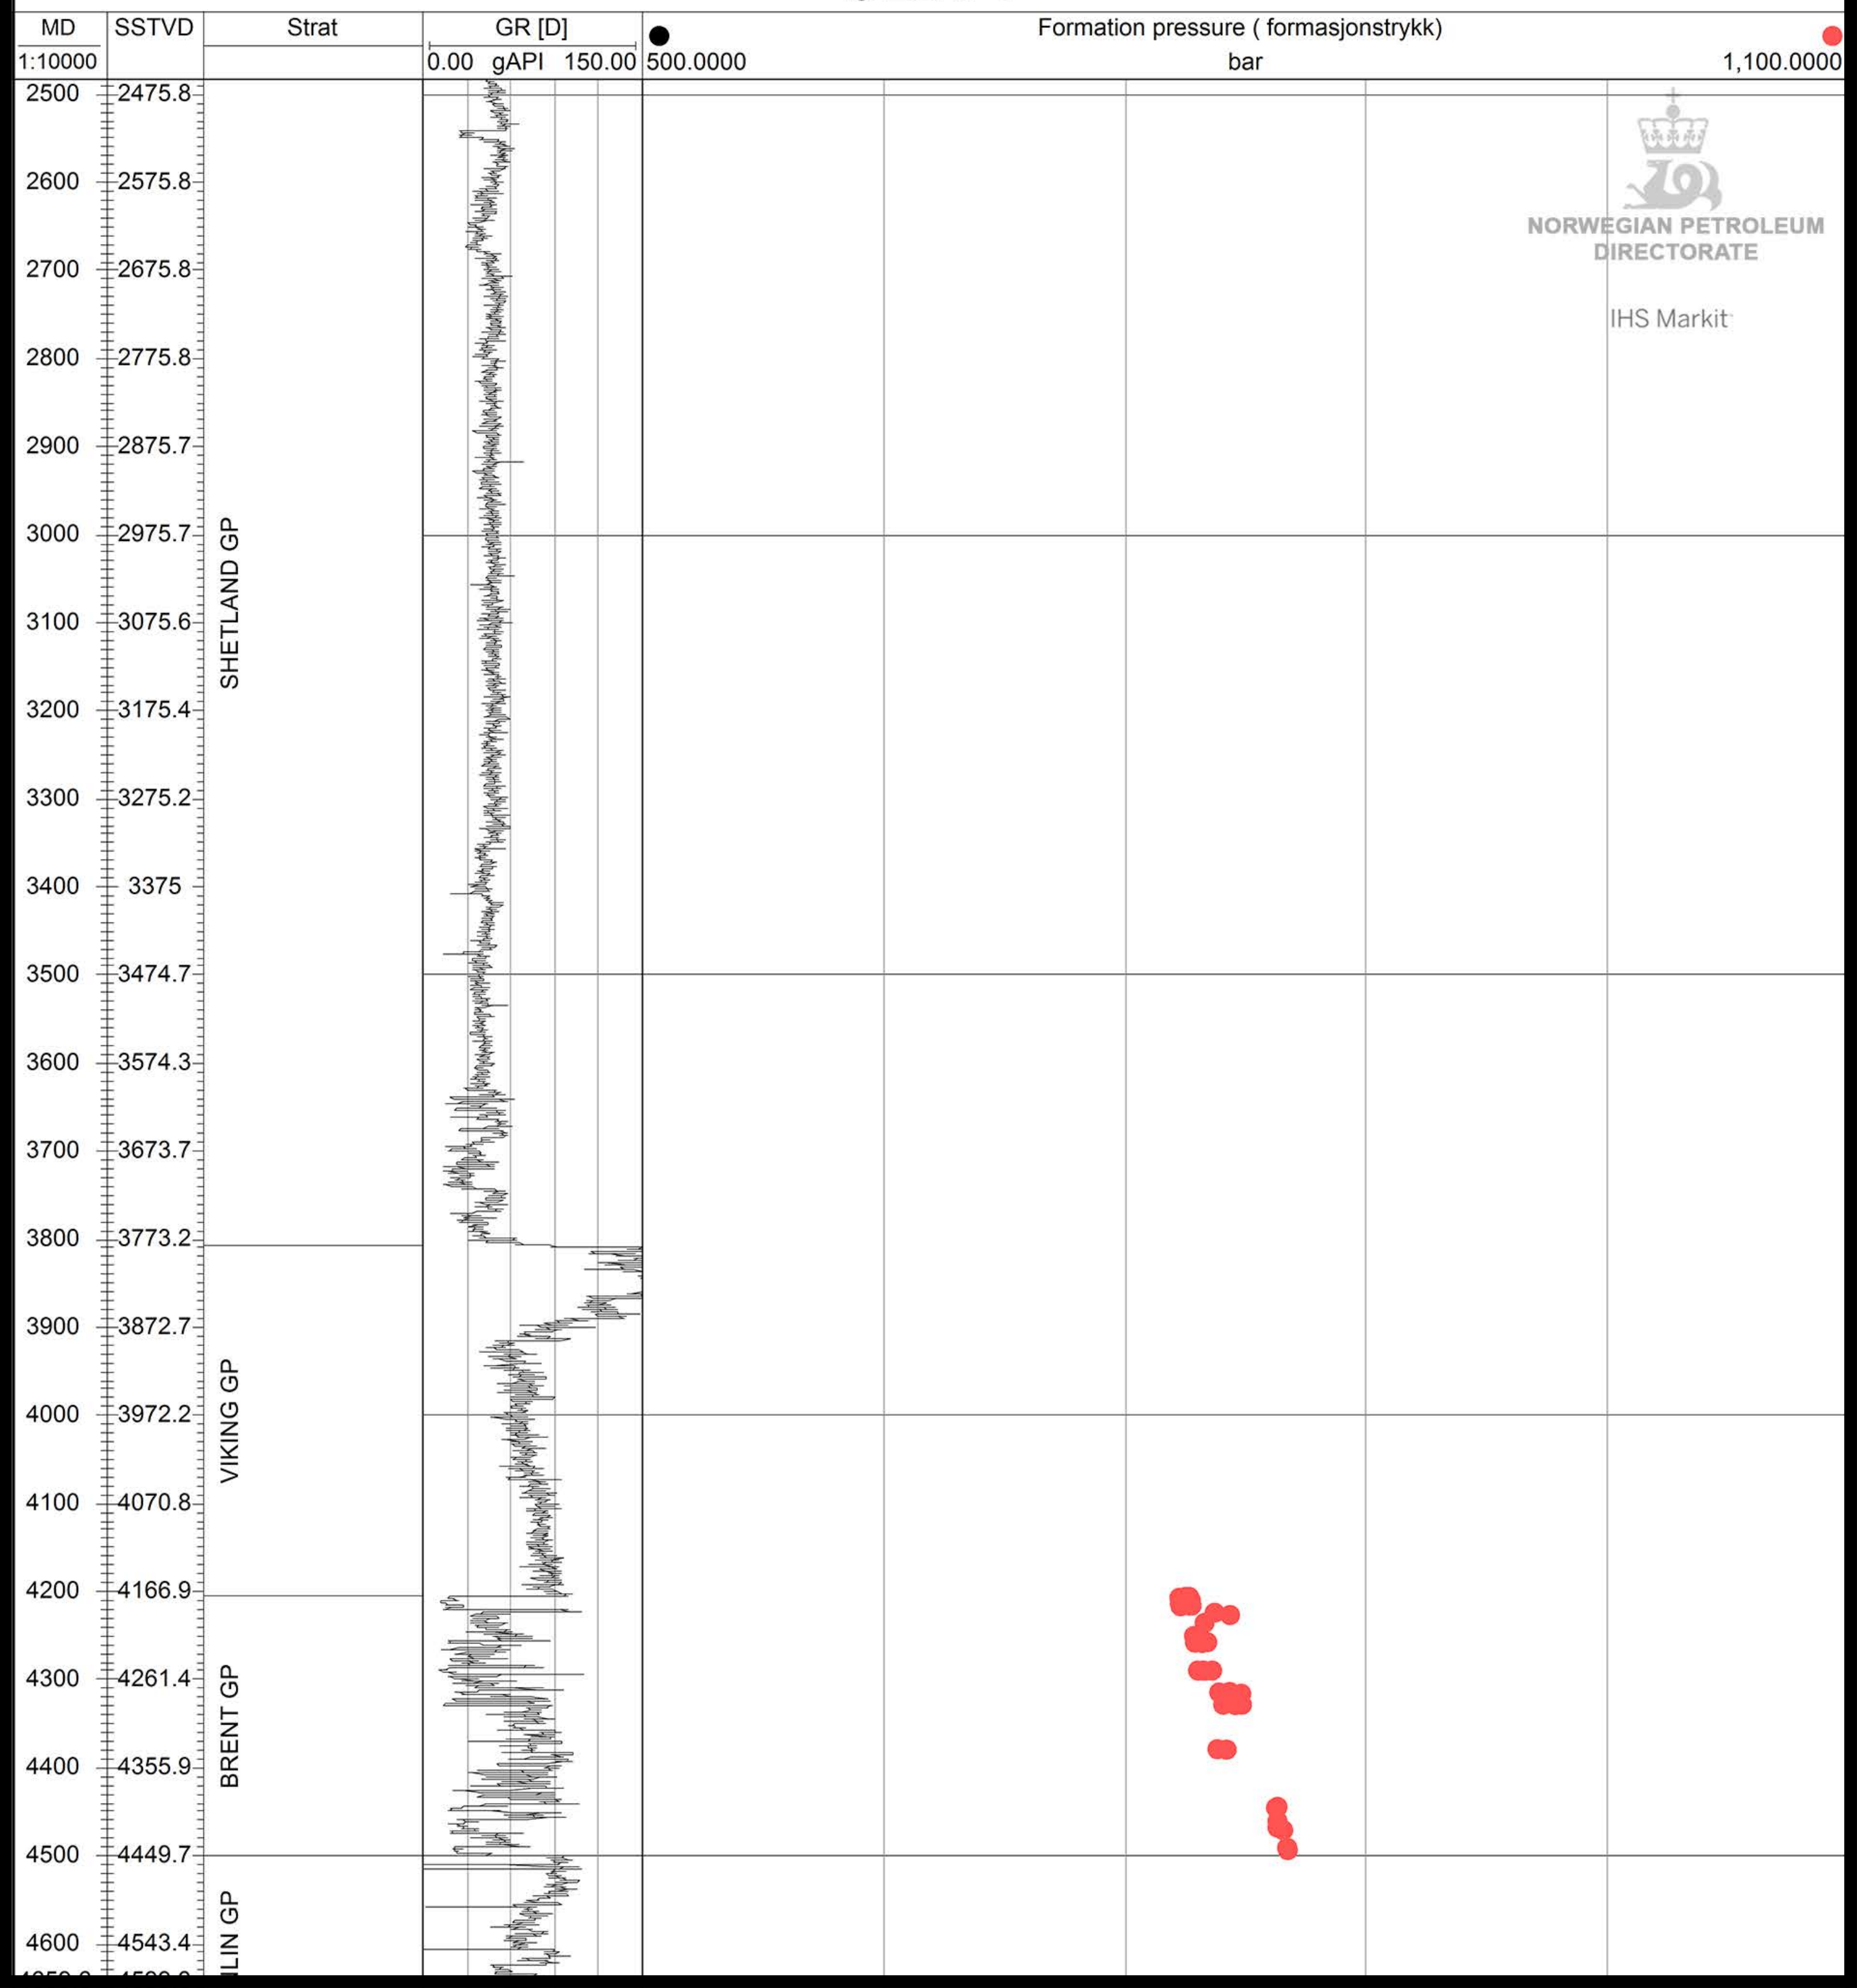 MD SSTVD Strat GR [D] Formation pressure ( formasjonstrykk)
1:10000 0.00 gAPI 150.00 500.0000 bar 1,100.0000
2500 2475.8
2600 2575.8
NORWEGIAN PETROLEUM
DIRECTORATE
2700 2675.8
IHS Markit
2800 2775.8
2900 2875.7
3000 2975.7
SHETLAND GP
3100 3075.6
3200 3175.4
3300 3275.2
3400 3375
3500 3474.7
3600 3574.3
3700 3673.7
3800 3773.2
3900 3872.7
VIKING GP
4000 3972.2
4100 4070.8
4200 4166.9
4300 4261.4
BRENT GP
4400 4355.9
4500 4449.7
LIN GP
4600 4543.4